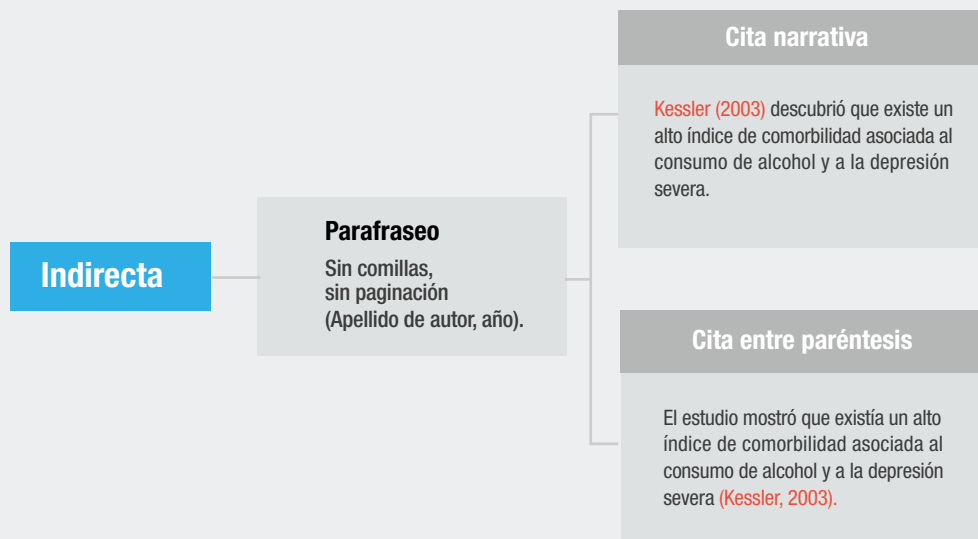 Indirecta
Parafraseo
Sin comillas,
sin paginación
(Apellido de autor, año).
Cita narrativa
Kessler (2003) descubrió que existe un
alto índice de comorbilidad asociada al
consumo de alcohol y a la depresión
severa.
Cita entre paréntesis
El estudio mostró que existía un alto
índice de comorbilidad asociada al
consumo de alcohol y a la depresión
severa (Kessler, 2003).